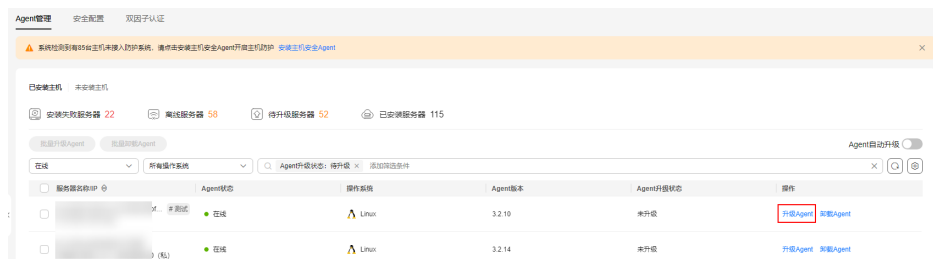 Agent管理 安全配置 双因子认证
系统检测到有85台主机未接入防护系统，请点击安装主机安全Agent开启主机防护 安装主机安全Agent
已安装主机 未安装主机
安装失败服务器 22 离线服务器 58 待升级服务器 52 已安装服务器 115
批量升级Agent 批量卸载Agent Agent自动升级
在线 所有操作系统 Agent升级状态：待升级 × 添加筛选条件
服务器名称/IP Agent状态 操作系统 Agent版本 Agent升级状态 操作
of... #测试 在线 Linux 3.2.10 未升级 升级Agent 卸载Agent
在线 Linux 3.2.14 未升级 升级Agent 卸载Agent
（私）